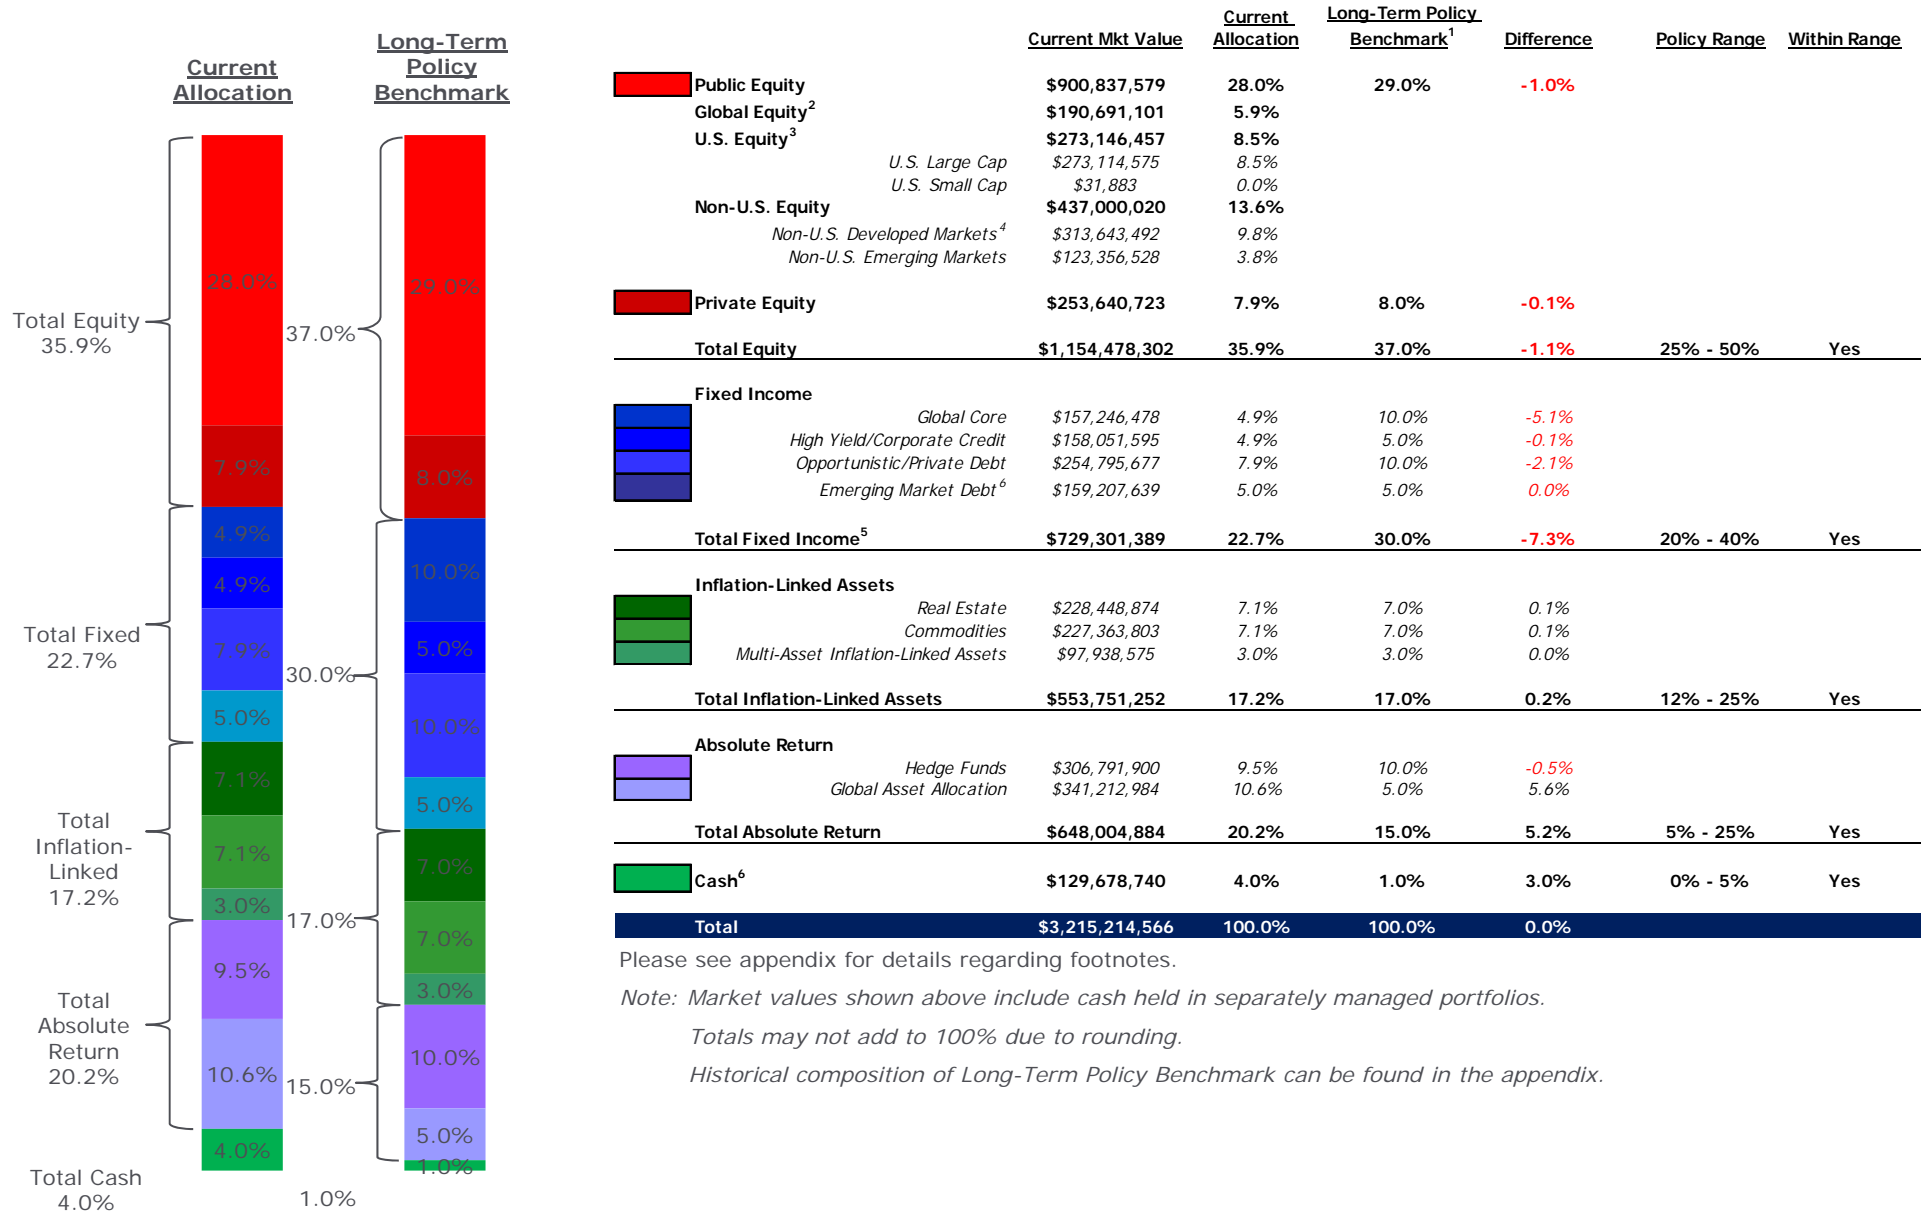 Current
Allocation
Long-Term
Policy
Benchmark
28.0%
7.9%
4.9%
4.9%
7.9%
5.0%
7.1%
7.1%
3.0%
9.5%
10.6%
4.0%
29.0%
8.0%
10.0%
5.0%
10.0%
5.0%
7.0%
7.0%
3.0%
10.0%
5.0%
1.0%
Total Equity
35.9%
Total Fixed
22.7%
Total
Inflation-
Linked
17.2%
Total
Absolute
Return
20.2%
Total Cash
4.0%
37.0%
30.0%
17.0%
15.0%
1.0%
Current Mkt Value Current Allocation Long-Term Policy Benchmark1 Difference Policy Range Within Range
Public Equity $900,837,579 28.0% 29.0% -1.0%
Global Equity2 $190,691,101 5.9%
U.S. Equity3 $273,146,457 8.5%
U.S. Large Cap $273,114,575 8.5%
U.S. Small Cap $31,883 0.0%
Non-U.S. Equity $437,000,020 13.6%
Non-U.S. Developed Markets4 $313,643,492 9.8%
Non-U.S. Emerging Markets $123,356,528 3.8%
Private Equity $253,640,723 7.9% 8.0% -0.1%
Total Equity $1,154,478,302 35.9% 37.0% -1.1% 25% - 50% Yes
Fixed Income
Global Core $157,246,478 4.9% 10.0% -5.1%
High Yield/Corporate Credit $158,051,595 4.9% 5.0% -0.1%
Opportunistic/Private Debt $254,795,677 7.9% 10.0% -2.1%
Emerging Market Debt6 $159,207,639 5.0% 5.0% 0.0%
Total Fixed Income5 $729,301,389 22.7% 30.0% -7.3% 20% - 40% Yes
Inflation-Linked Assets
Real Estate $228,448,874 7.1% 7.0% 0.1%
Commodities $227,363,803 7.1% 7.0% 0.1%
Multi-Asset Inflation-Linked Assets $97,938,575 3.0% 3.0% 0.0%
Total Inflation-Linked Assets $553,751,252 17.2% 17.0% 0.2% 12% - 25% Yes
Absolute Return
Hedge Funds $306,791,900 9.5% 10.0% -0.5%
Global Asset Allocation $341,212,984 10.6% 5.0% 5.6%
Total Absolute Return $648,004,884 20.2% 15.0% 5.2% 5% - 25% Yes
Cash6 $129,678,740 4.0% 1.0% 3.0% 0% - 5% Yes
Total $3,215,214,566 100.0% 100.0% 0.0%
Please see appendix for details regarding footnotes.
Note: Market values shown above include cash held in separately managed portfolios.
Totals may not add to 100% due to rounding.
Historical composition of Long-Term Policy Benchmark can be found in the appendix.